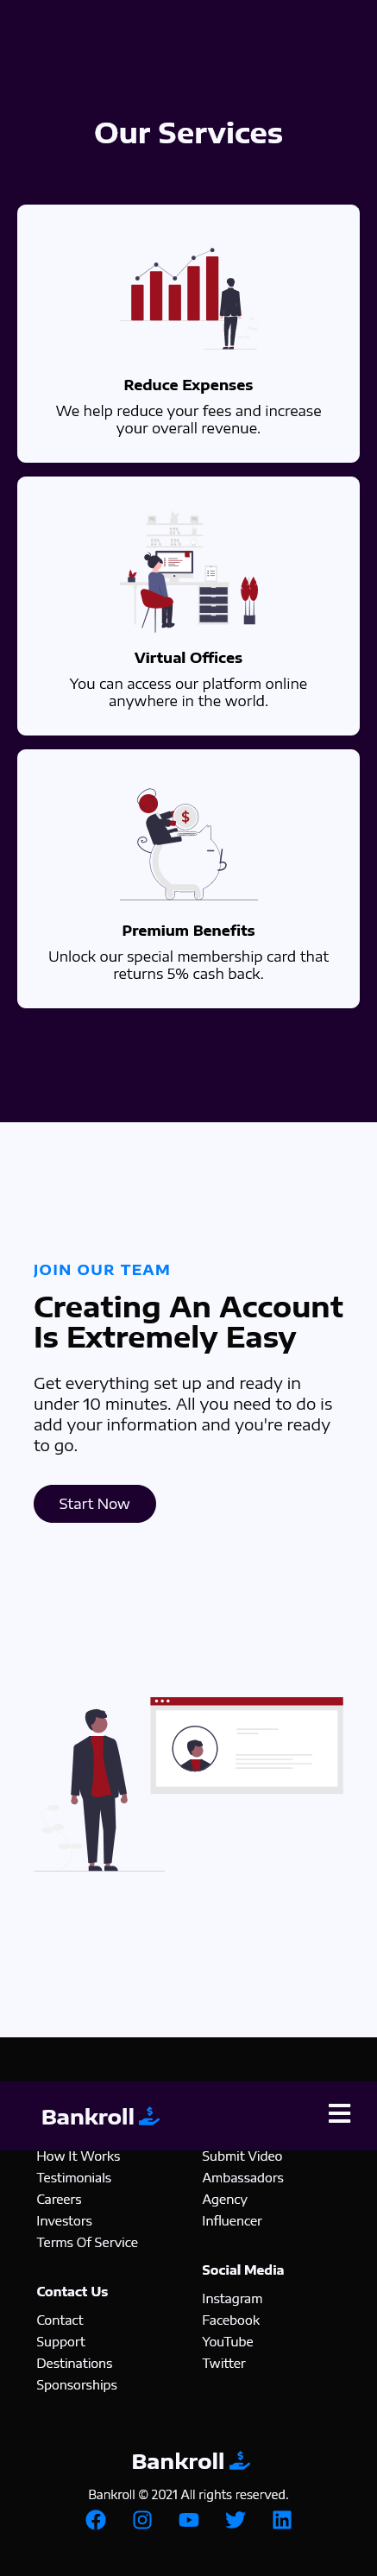 Our Services
Reduce Expenses
We help reduce your fees and increase
your overall revenue.
Virtual Offices
You can access our platform online
anywhere in the world.
$
Premium Benefits
Unlock our special membership card that
returns 5% cash back.
JOIN OUR TEAM
Creating An Account
Is Extremely Easy
Get everything set up and ready in
under 10 minutes. All you need to do is
add your information and you're ready
to go.
Start Now
Bankroll
How It Works
Testimonials
Careers
Investors
Terms Of Service
Contact Us
Contact
Support
Destinations
Sponsorships
Submit Video
Ambassadors
Agency
Influencer
Social Media
Instagram
Facebook
YouTube
Twitter
Bankroll
Bankroll © 2021 All rights reserved.